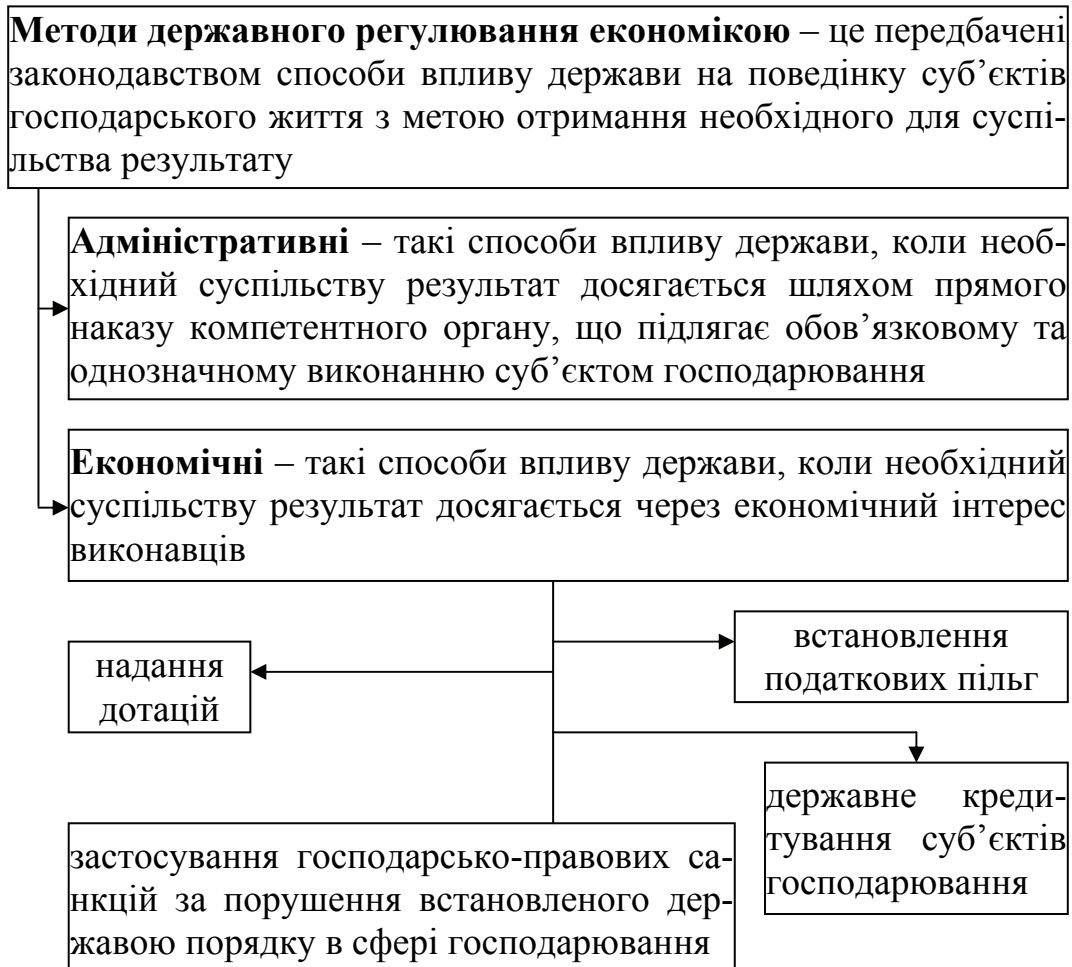 Методи державного регулювання економікою – це передбачені
законодавством способи впливу держави на поведінку суб’єктів
господарського життя з метою отримання необхідного для суспі-
льства результату
Адміністративні – такі способи впливу держави, коли необ-
хідний суспільству результат досягається шляхом прямого
наказу компетентного органу, що підлягає обов’язковому та
однозначному виконанню суб’єктом господарювання
Економічні – такі способи впливу держави, коли необхідний
суспільству результат досягається через економічний інтерес
виконавців
встановлення
податкових пільг
надання
дотацій
державне креди-
тування суб’єктів
господарювання
застосування господарсько-правових са-
нкцій за порушення встановленого дер-
жавою порядку в сфері господарювання